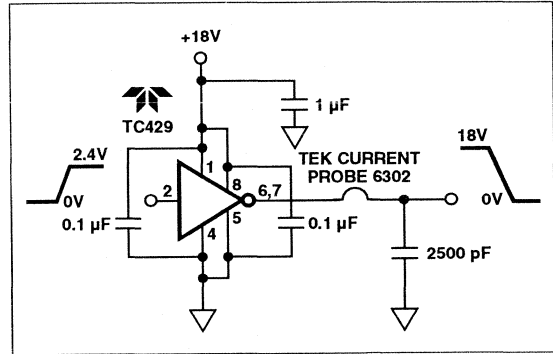 +18V
1 µF
TC429
2.4V
0V
0.1 µF
2
1
8
6,7
5
4
0.1 µF
TEK CURRENT
PROBE 6302
18V
0V
2500 pF